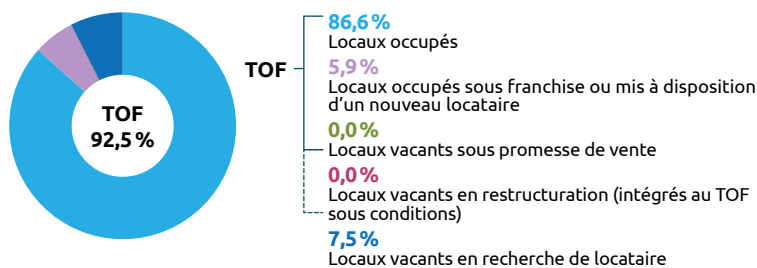 TOF
92,5 %
TOF
86,6 %
Locaux occupés
5,9 %
Locaux occupés sous franchise ou mis à disposition
d’un nouveau locataire
0,0 %
Locaux vacants sous promesse de vente
0,0 %
Locaux vacants en restructuration (intégrés au TOF
sous conditions)
7,5 %
Locaux vacants en recherche de locataire